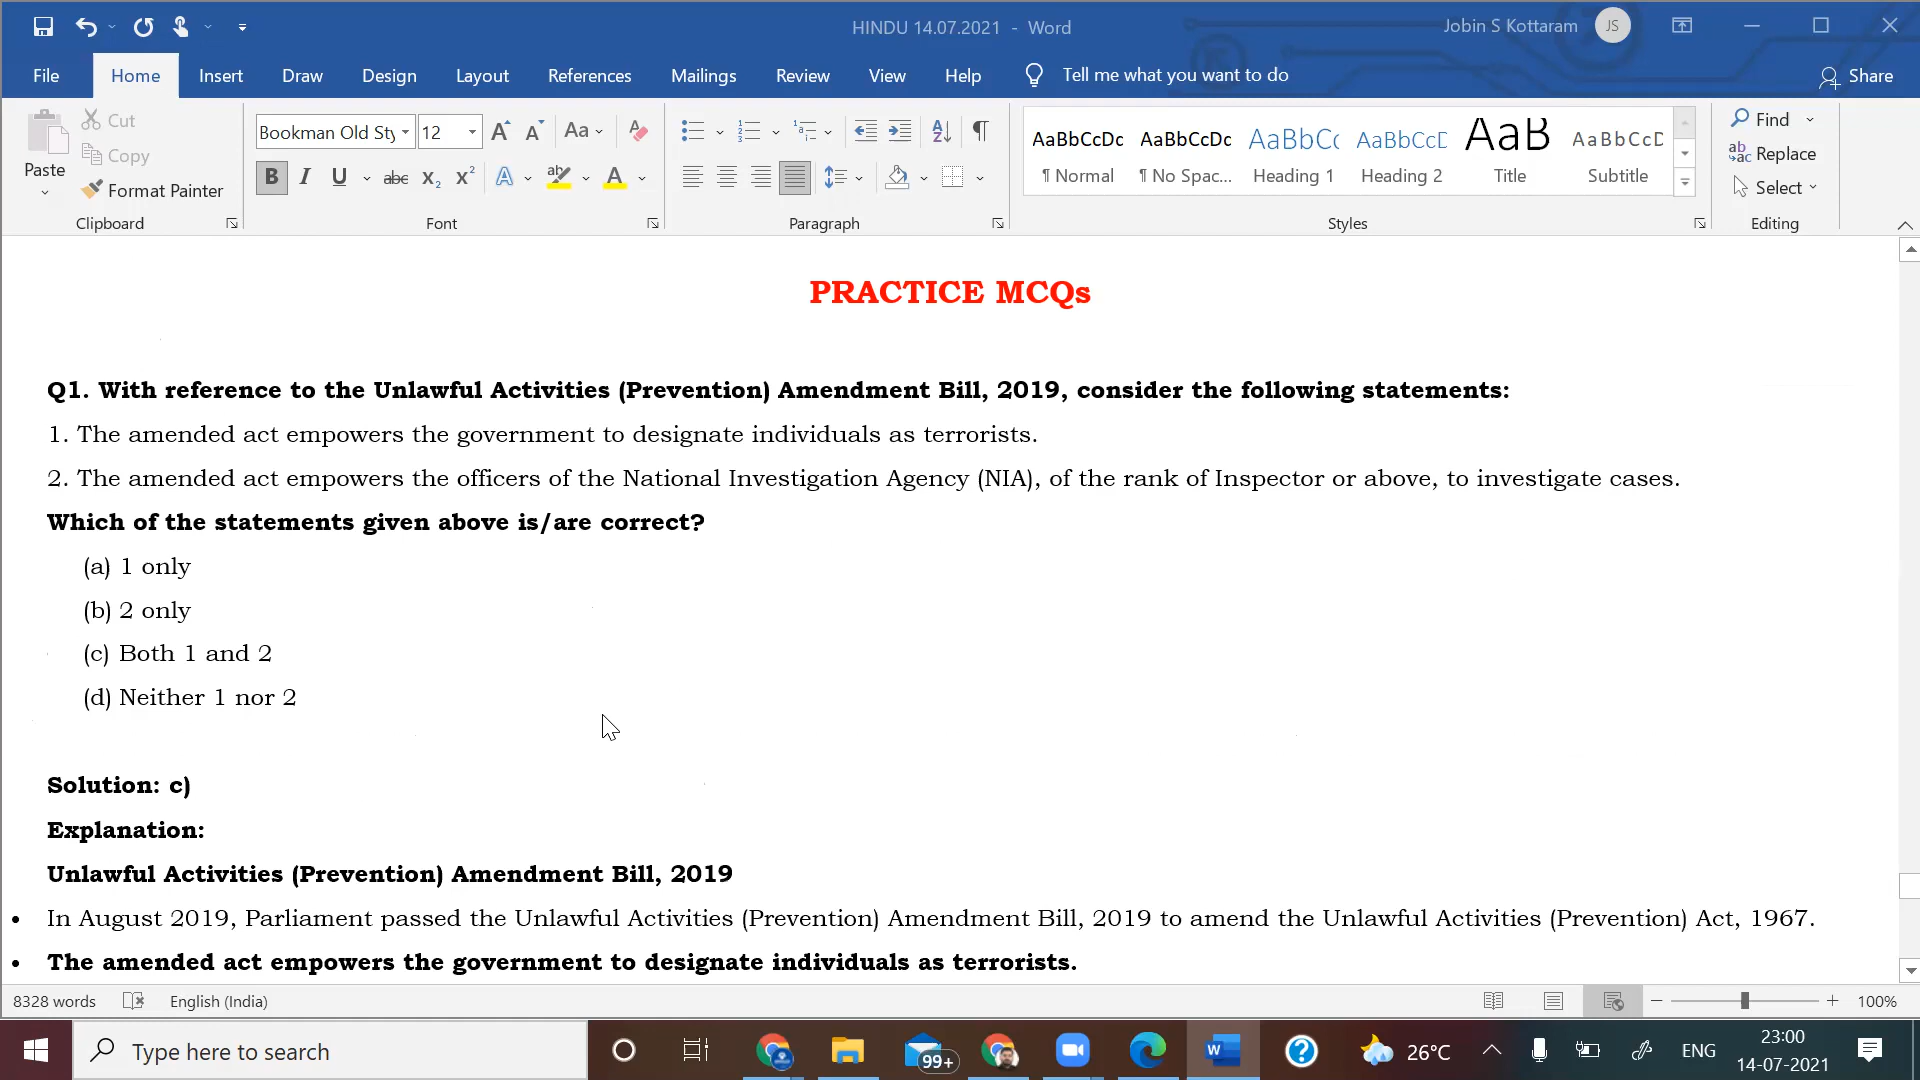 HINDU 14.07.2021 - Word
Jobin S Kottaram
JS
File
Home
Insert
Draw
Design
Layout
References
Mailings
Review
View
Help
Tell me what you want to do
Share
Paste
Cut
Copy
Format Painter
Clipboard
Bookman Old Sty
12
Font
Paragraph
AaBbCcDc
¶ Normal
AaBbCcDc
¶ No Spac...
AaBbCc
Heading 1
AaBbCcD
Heading 2
AaB
Title
AaBbCcD
Subtitle
Styles
Find
Replace
Select
Editing
PRACTICE MCQs
Q1. With reference to the Unlawful Activities (Prevention) Amendment Bill, 2019, consider the following statements:
1. The amended act empowers the government to designate individuals as terrorists.
2. The amended act empowers the officers of the National Investigation Agency (NIA), of the rank of Inspector or above, to investigate cases.
Which of the statements given above is/are correct?
(a) 1 only
(b) 2 only
(c) Both 1 and 2
(d) Neither 1 nor 2
Solution: c)
Explanation:
Unlawful Activities (Prevention) Amendment Bill, 2019
• In August 2019, Parliament passed the Unlawful Activities (Prevention) Amendment Bill, 2019 to amend the Unlawful Activities (Prevention) Act, 1967.
• The amended act empowers the government to designate individuals as terrorists.
8328 words
English (India)
100%
Type here to search
99+
26°C
ENG
23:00
14-07-2021